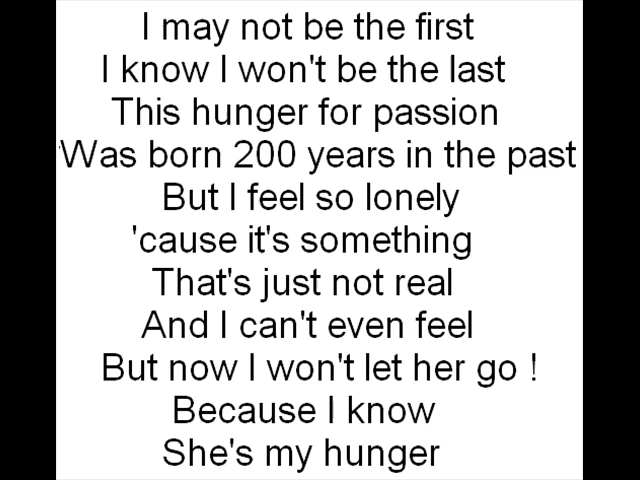 I may not be the first
I know I won't be the last
This hunger for passion
Was born 200 years in the past
But I feel so lonely
'cause it's something
That's just not real
And I can't even feel
But now I won't let her go !
Because I know
She's my hunger